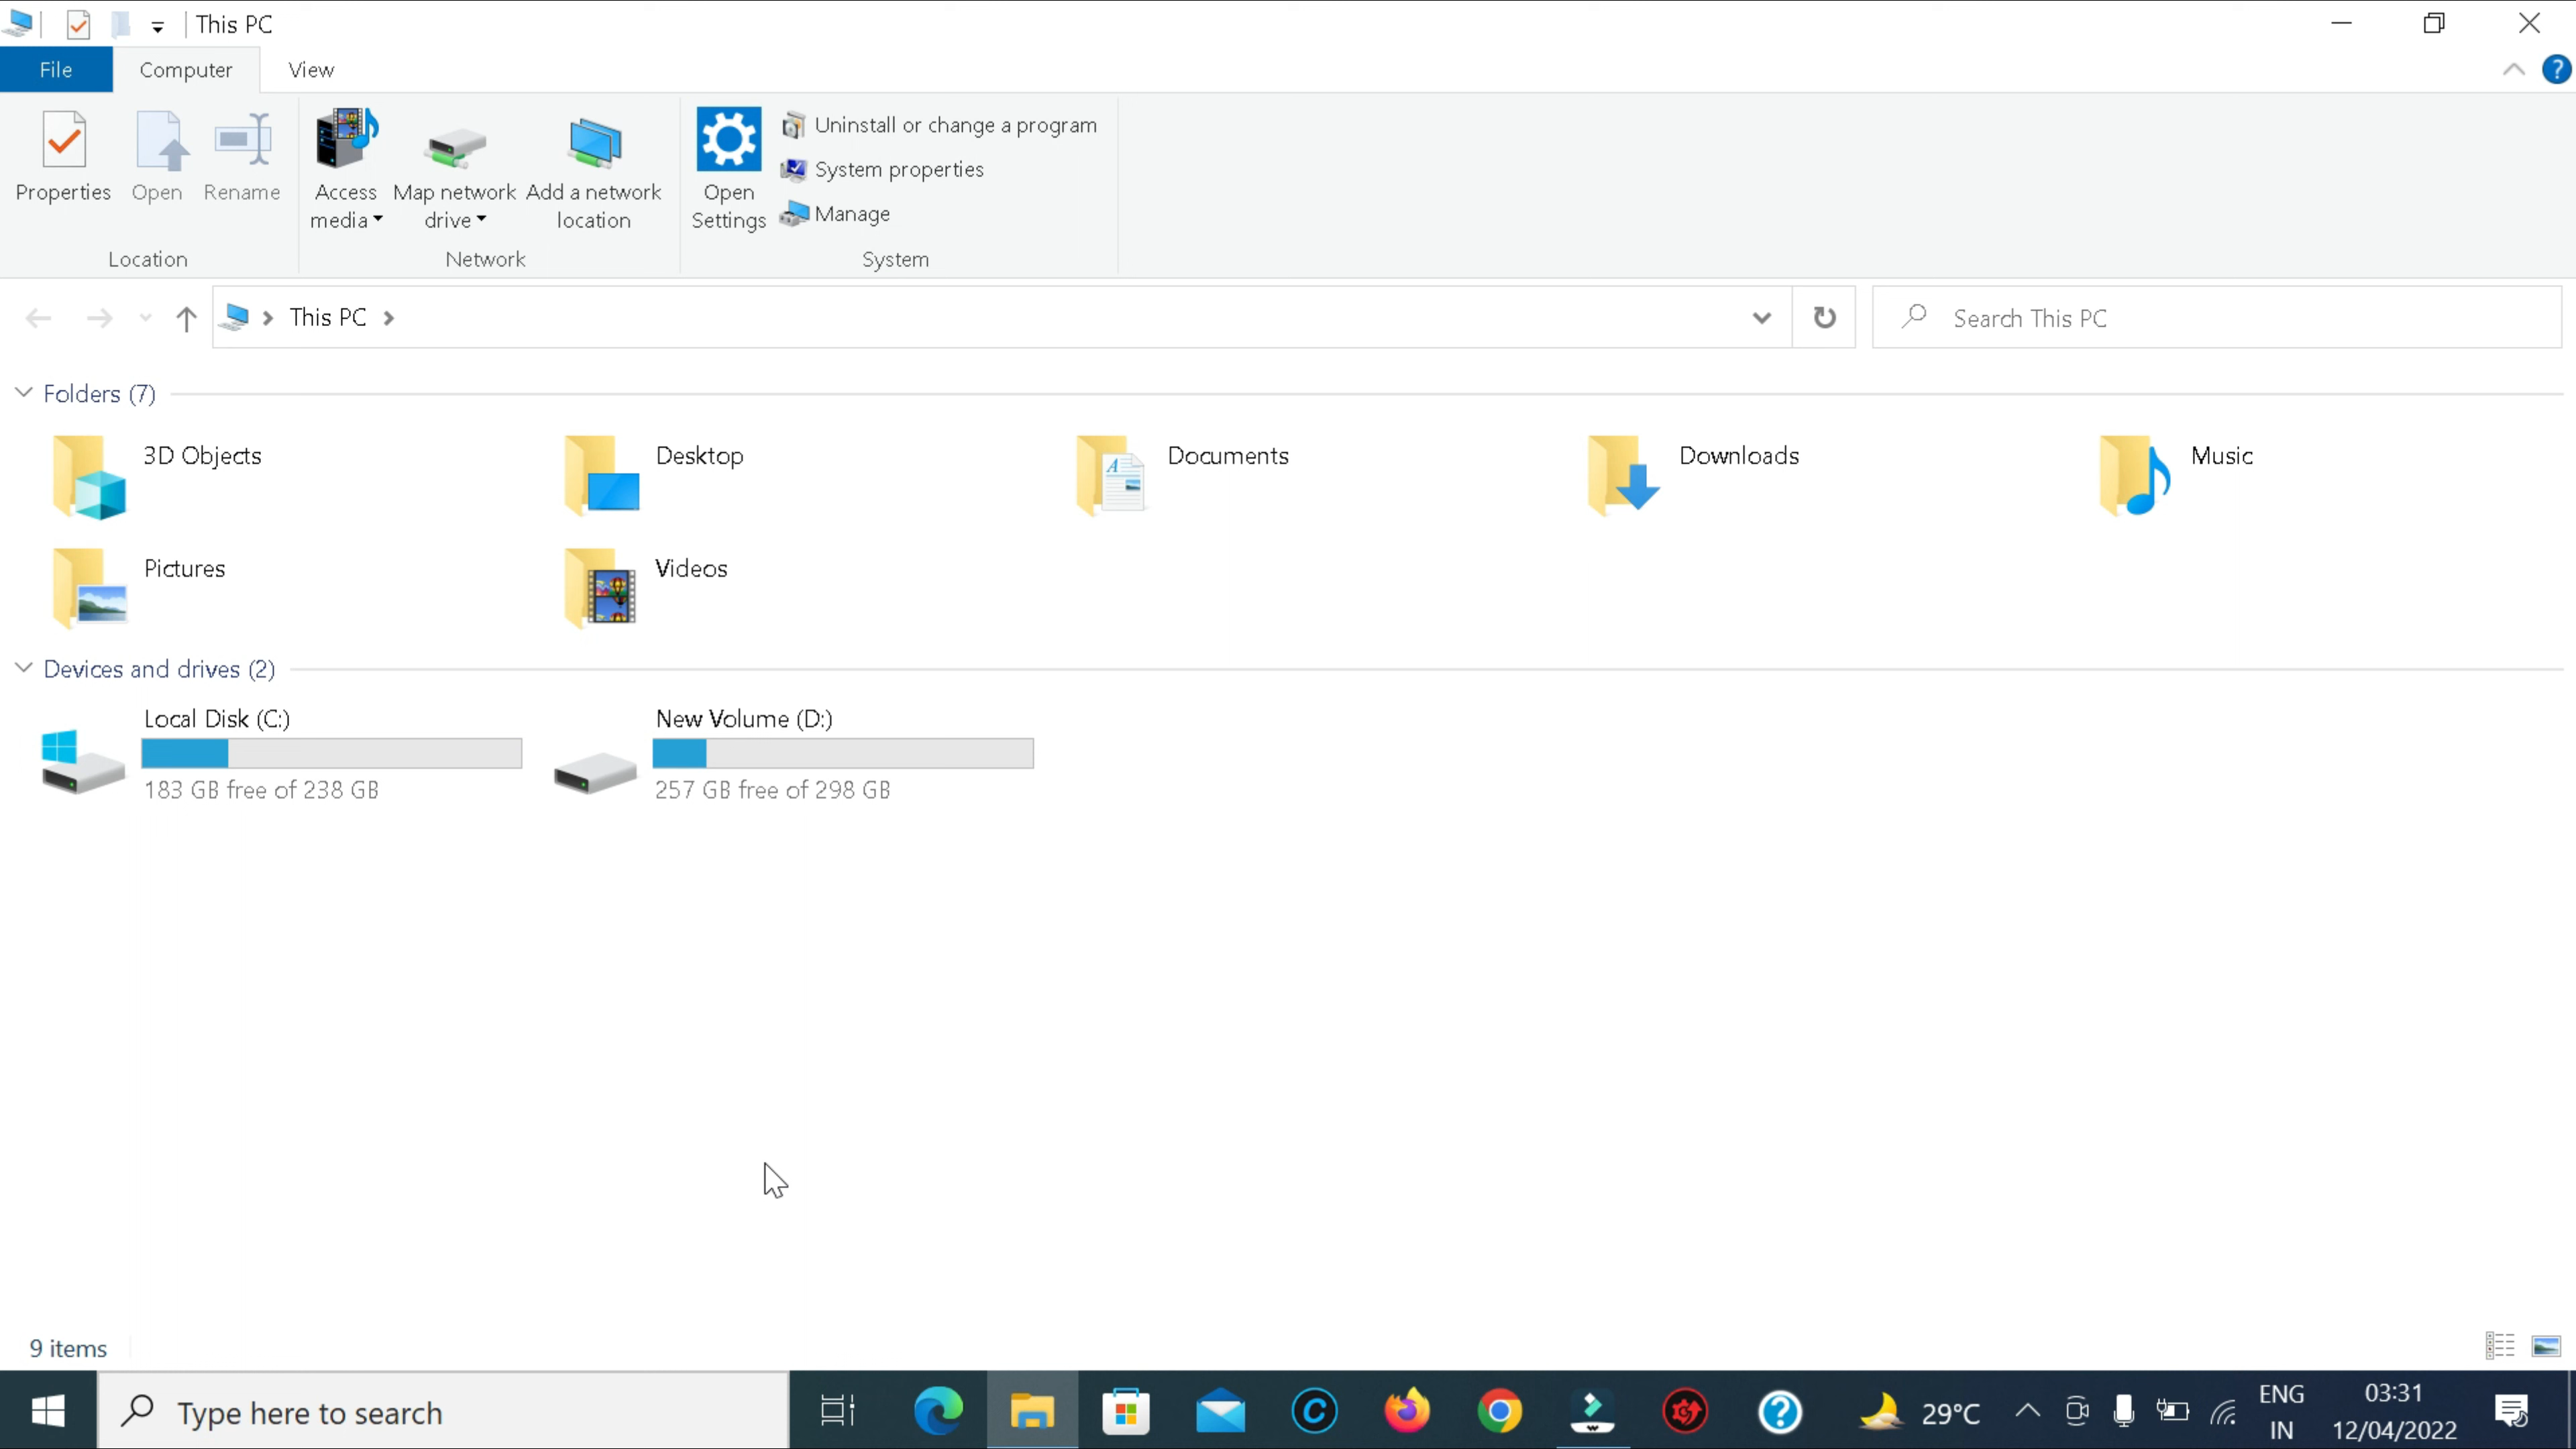 This PC
File Computer View
Properties Open Rename Access media Map network drive Add a network location Open Settings Uninstall or change a program
System properties
Manage
Location Network System
This PC Search This PC
Folders (7)
3D Objects Desktop Documents Downloads Music
Pictures Videos
Devices and drives (2)
Local Disk (C:) New Volume (D:)
183 GB free of 238 GB 257 GB free of 298 GB
9 items
Type here to search 29°C ENG IN 03:31 12/04/2022